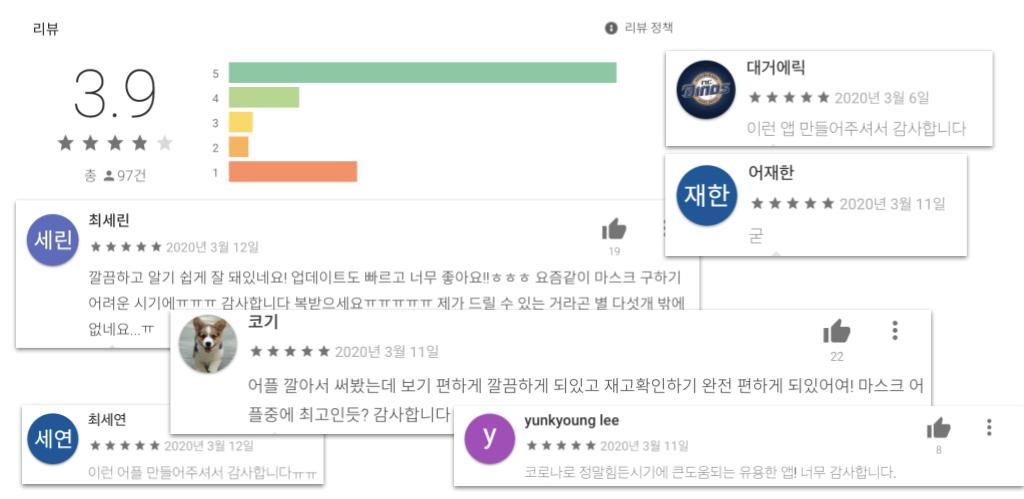 리뷰
리뷰 정책
3.9
총 97건
5
4
3
2
1
대거에릭
NC
DINOS
2020년 3월 6일
이런 앱 만들어주셔서 감사합니다
재한
어재한
2020년 3월 11일
굳
세린
최세린
2020년 3월 12일
19
깔끔하고 알기 쉽게 잘 돼있네요! 업데이트도 빠르고 너무 좋아요!!ㅎㅎㅎ 요즘같이 마스크 구하기
어려운 시기에ㅠㅠㅠ 감사합니다 복받으세요ㅠㅠㅠㅠㅠ 제가 드릴 수 있는 거라곤 별 다섯개 밖에
없네요...ㅠ
코기
2020년 3월 11일
22
어플 깔아서 써봤는데 보기 편하게 깔끔하게 되있고 재고확인하기 완전 편하게 되있어여! 마스크 어
플중에 최고인듯? 감사합니다
세연
최세연
2020년 3월 12일
이런 어플 만들어주셔서 감사합니다ㅠㅠ
y
yunkyoung lee
2020년 3월 11일
8
코로나로 정말힘든시기에 큰도움되는 유용한 앱! 너무 감사합니다.